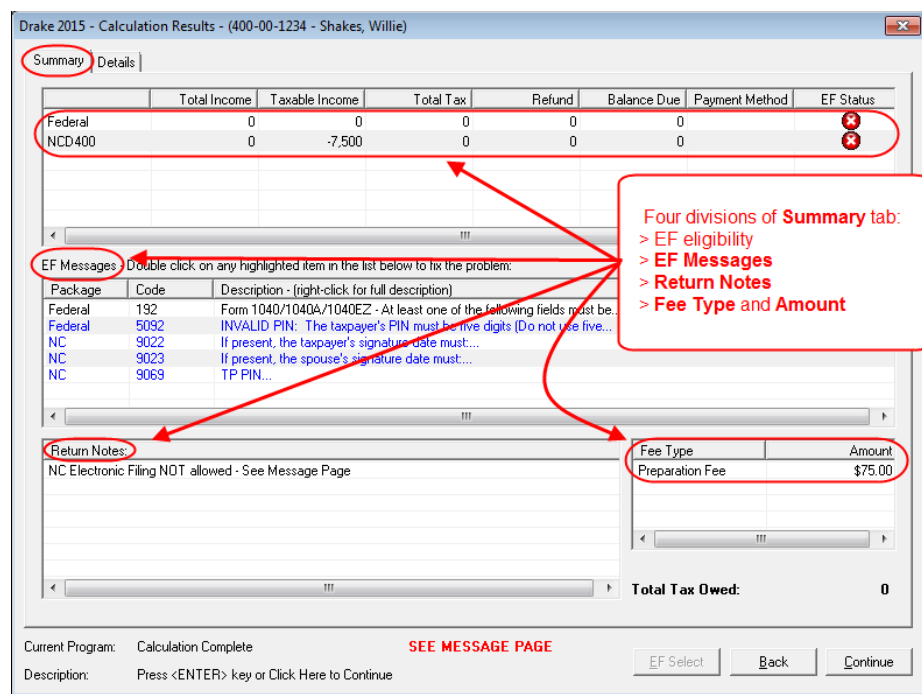 Drake 2015 - Calculation Results - (400-00-1234 - Shakes, Willie)
Summary Details
Total Income Taxable Income Total Tax Refund Balance Due Payment Method EF Status
Federal 0 0 0 0 0
NCD400 0 -7,500 0 0 0
Four divisions of Summary tab:
> EF eligibility
> EF Messages
> Return Notes
> Fee Type and Amount
EF Messages - Double click on any highlighted item in the list below to fix the problem:
Package Code Description - (right-click for full description)
Federal 192 Form 1040/1040A/1040EZ - At least one of the following fields must be...
Federal 5092 INVALID PIN: The taxpayer's PIN must be five digits (Do not use five...
NC 9022 If present, the taxpayer's signature date must:...
NC 9023 If present, the spouse's signature date must:...
NC 9069 TP PIN...
Return Notes: Fee Type Amount
NC Electronic Filing NOT allowed - See Message Page Preparation Fee $75.00
Total Tax Owed: 0
Current Program: Calculation Complete SEE MESSAGE PAGE
Description: Press <ENTER> key or Click Here to Continue
EF Select Back Continue